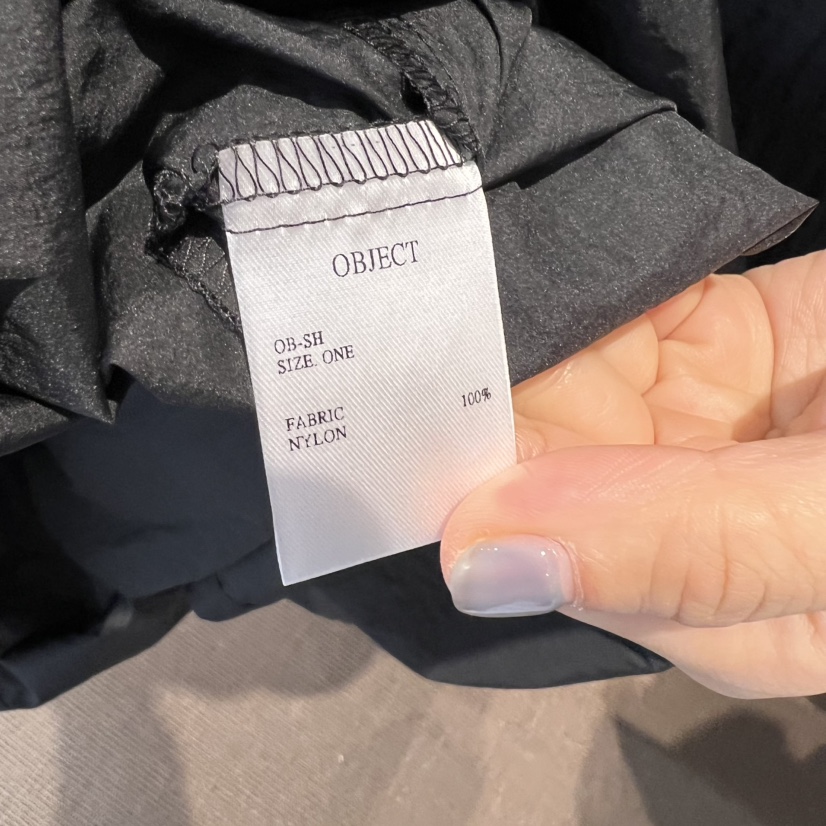 OBJECT
OB-SH
SIZE. ONE
FABRIC 100%
NYLON